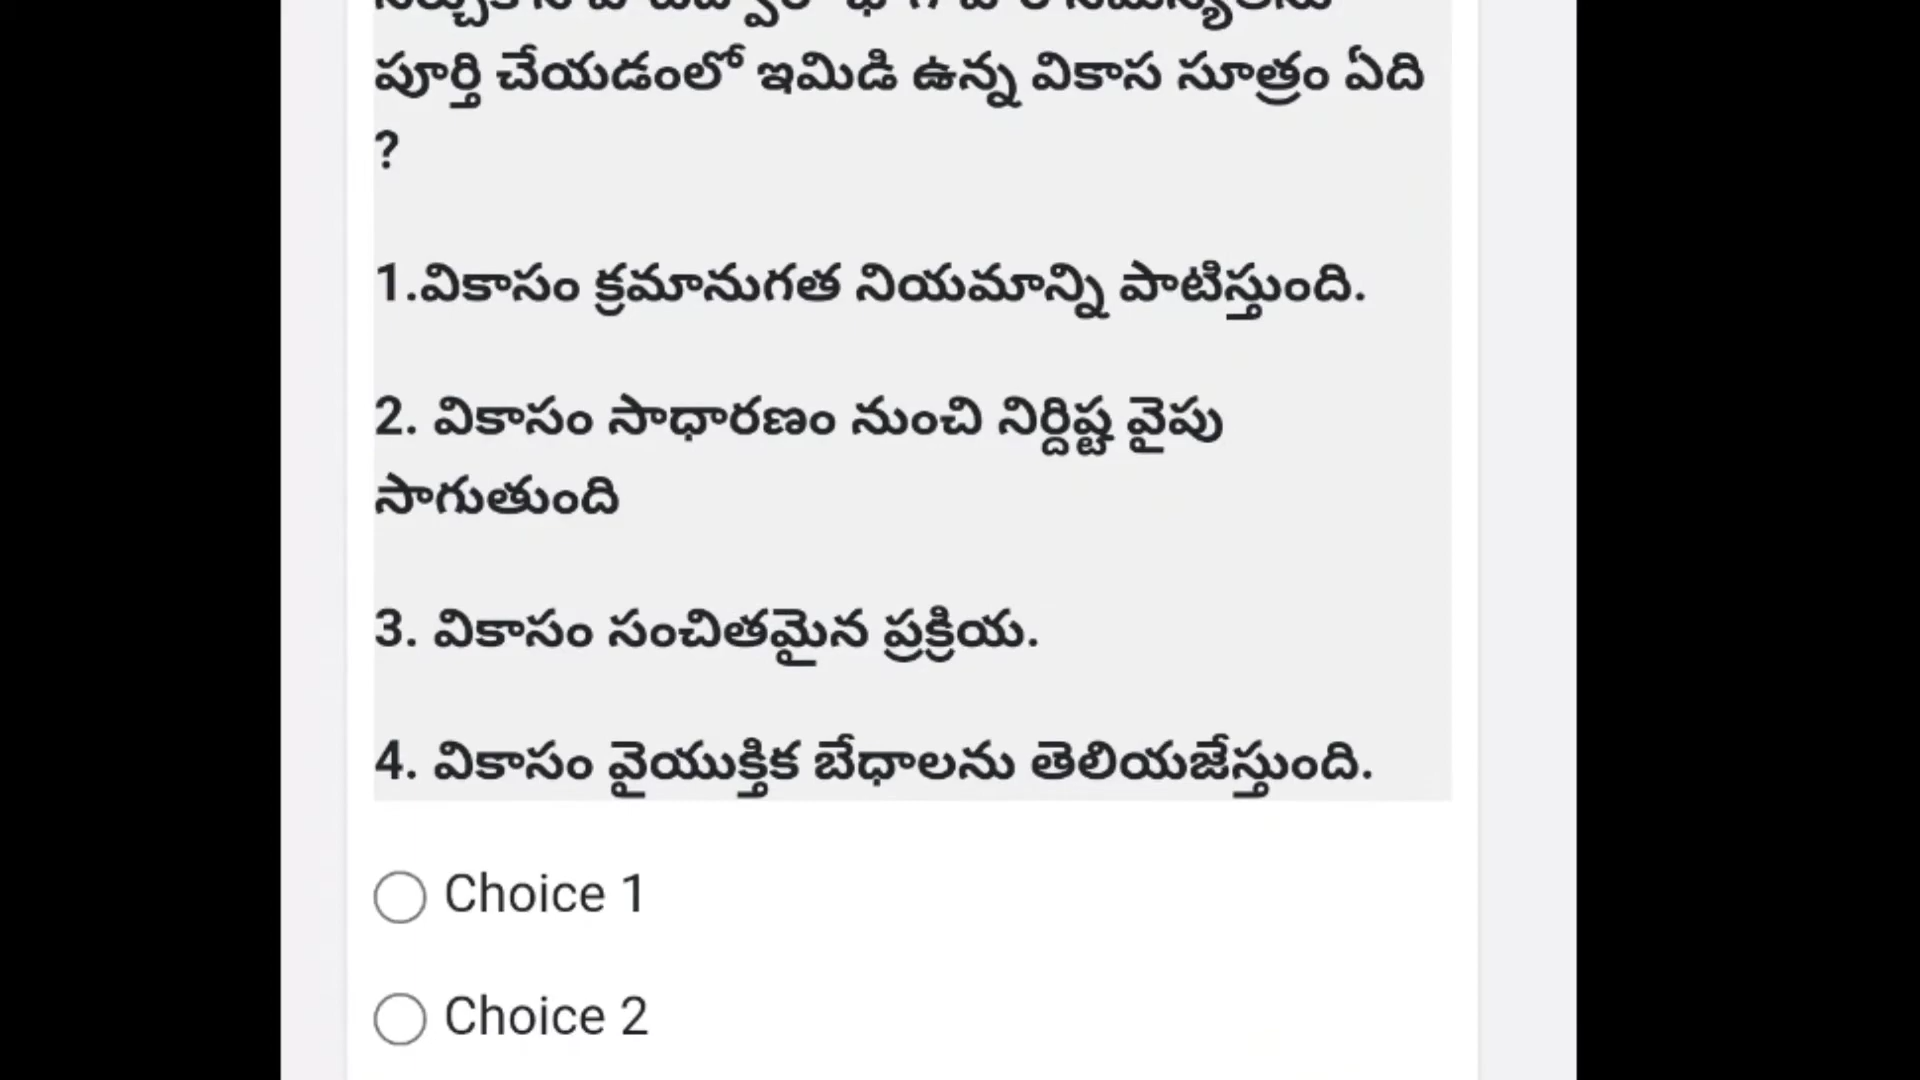 పూర్తి చేయడంలో ఇమిడి ఉన్న వికాస సూత్రం ఏది
?
1.వికాసం క్రమానుగత నియమాన్ని పాటిస్తుంది.
2. వికాసం సాధారణం నుంచి నిర్దిష్ట వైపు
సాగుతుంది
3. వికాసం సంచితమైన ప్రక్రియ.
4. వికాసం వైయుక్తిక బేధాలను తెలియజేస్తుంది.
Choice 1
Choice 2